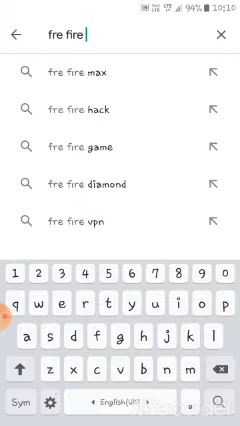 94% 10:10
fre fire
fre fire max
fre fire hack
fre fire game
fre fire diamond
fre fire vpn
1 2 3 4 5 6 7 8 9 0
q w e r t y u i o p
a s d f g h j k l
z x c v b n m
Sym English(UK) .